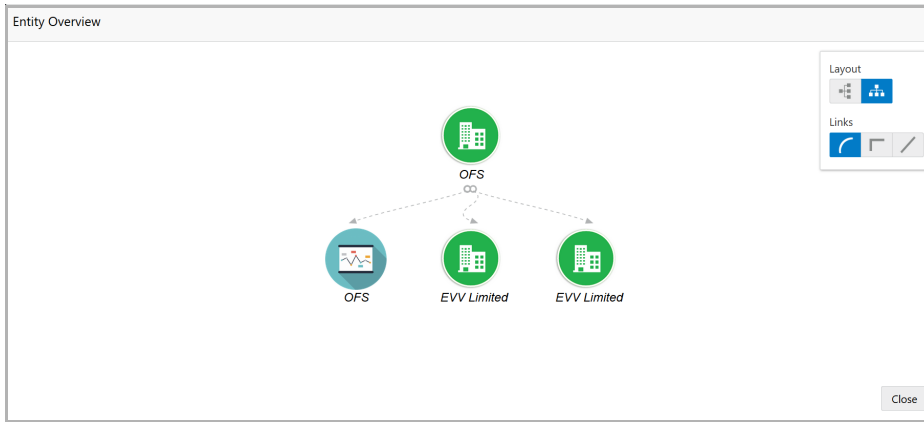 Entity Overview
Layout
Links
OFS
OFS
EVV Limited
EVV Limited
Close